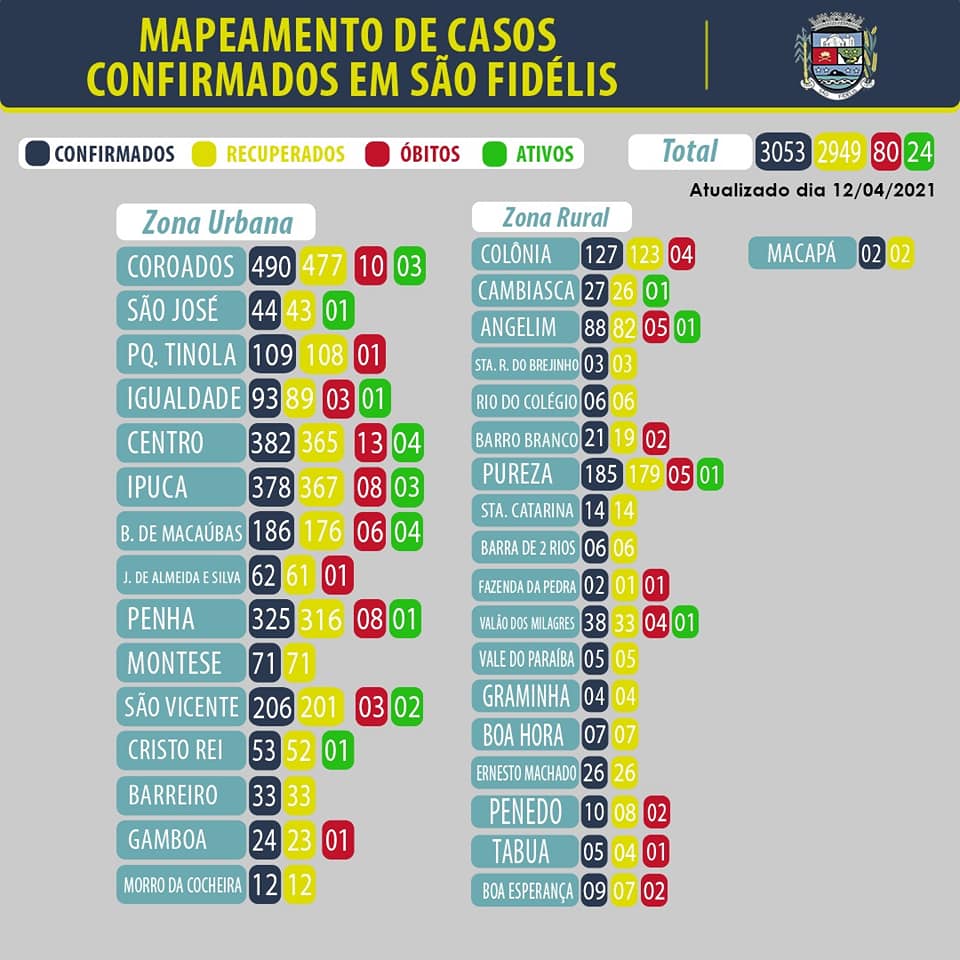 MAPEAMENTO DE CASOS
CONFIRMADOS EM SÃO FIDÉLIS
SÃO FIDELIS
CONFIRMADOS RECUPERADOS ÓBITOS ATIVOS
Total 3053 2949 80 24
Atualizado dia 12/04/2021
Zona Urbana
COROADOS 490 477 10 03
SÃO JOSÉ 44 43 01
PQ. TINOLA 109 108 01
IGUALDADE 93 89 03 01
CENTRO 382 365 13 04
IPUCA 378 367 08 03
B. DE MACAÚBAS 186 176 06 04
J. DE ALMEIDA E SILVA 62 61 01
PENHA 325 316 08 01
MONTESE 71 71
SÃO VICENTE 206 201 03 02
CRISTO REI 53 52 01
BARREIRO 33 33
GAMBOA 24 23 01
MORRO DA COCHEIRA 12 12
Zona Rural
COLÔNIA 127 123 04
CAMBIASCA 27 26 01
ANGELIM 88 82 05 01
STA. R. DO BREJINHO 03 03
RIO DO COLÉGIO 06 06
BARRO BRANCO 21 19 02
PUREZA 185 179 05 01
STA. CATARINA 14 14
BARRA DE 2 RIOS 06 06
FAZENDA DA PEDRA 02 01 01
VALÃO DOS MILAGRES 38 33 04 01
VALE DO PARAÍBA 05 05
GRAMINHA 04 04
BOA HORA 07 07
ERNESTO MACHADO 26 26
PENEDO 10 08 02
TABUA 05 04 01
BOA ESPERANÇA 09 07 02
MACAPÁ 02 02